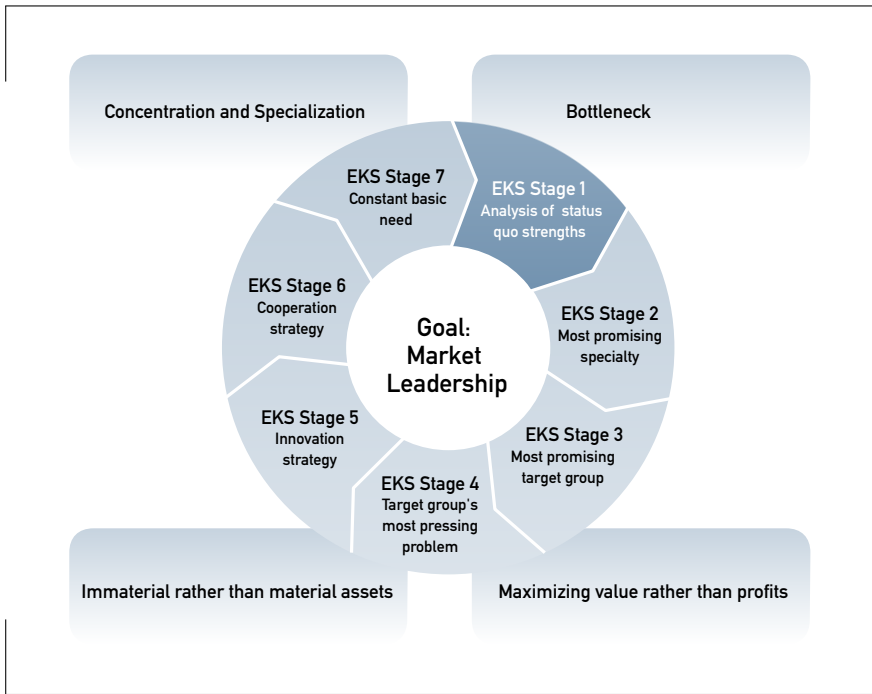 Concentration and Specialization
Bottleneck
EKS Stage 1
Analysis of status
quo strengths
EKS Stage 2
Most promising
specialty
EKS Stage 3
Most promising
target group
EKS Stage 4
Target group's
most pressing
problem
EKS Stage 5
Innovation
strategy
EKS Stage 6
Cooperation
strategy
EKS Stage 7
Constant basic
need
Goal:
Market
Leadership
Immaterial rather than material assets
Maximizing value rather than profits